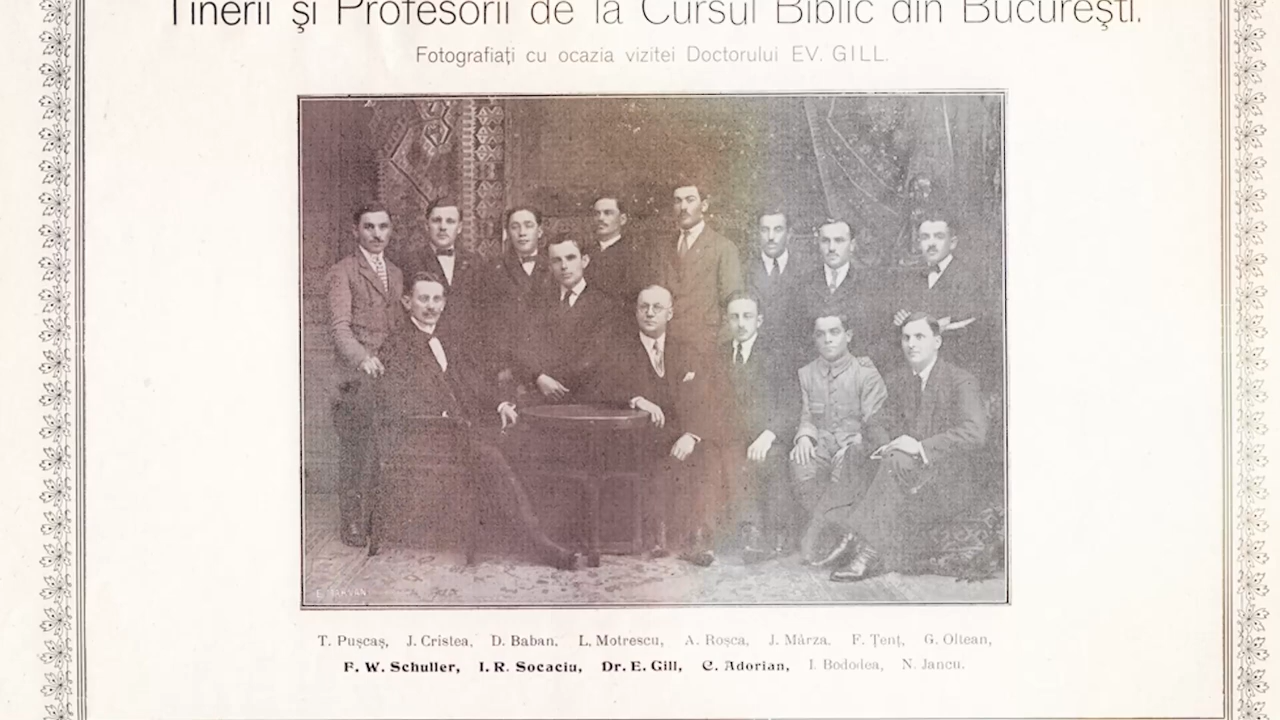 Tinerii şi Profesorii de la Cursul Biblic din Bucureşti.
Fotografiaţi cu ocazia vizitei Doctorului EV. GILL.
T. Puşcaş, J. Cristea, D. Baban, L. Motrescu, A. Roşca, J. Mârza, F. Ţenţ, G. Oltean,
F. W. Schuller, I. R. Socaciu, Dr. E. Gill, C. Adorian, I. Bododea, N. Jancu.